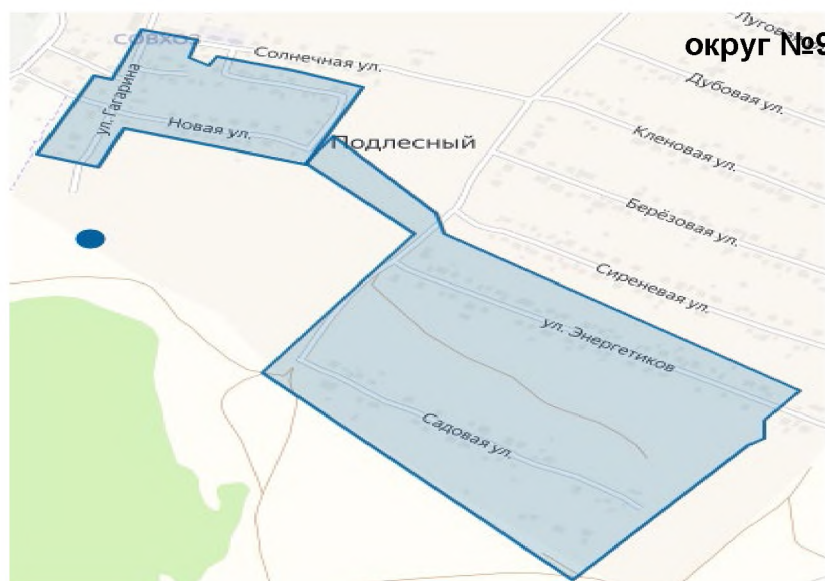 Луговая
округ №9
СОВХОЗ
Солнечная ул.
Дубовая ул.
ул. Гагарина
Новая ул.
Подлесный
Кленовая ул.
Берёзовая ул.
Сиреневая ул.
ул. Энергетиков
Садовая ул.